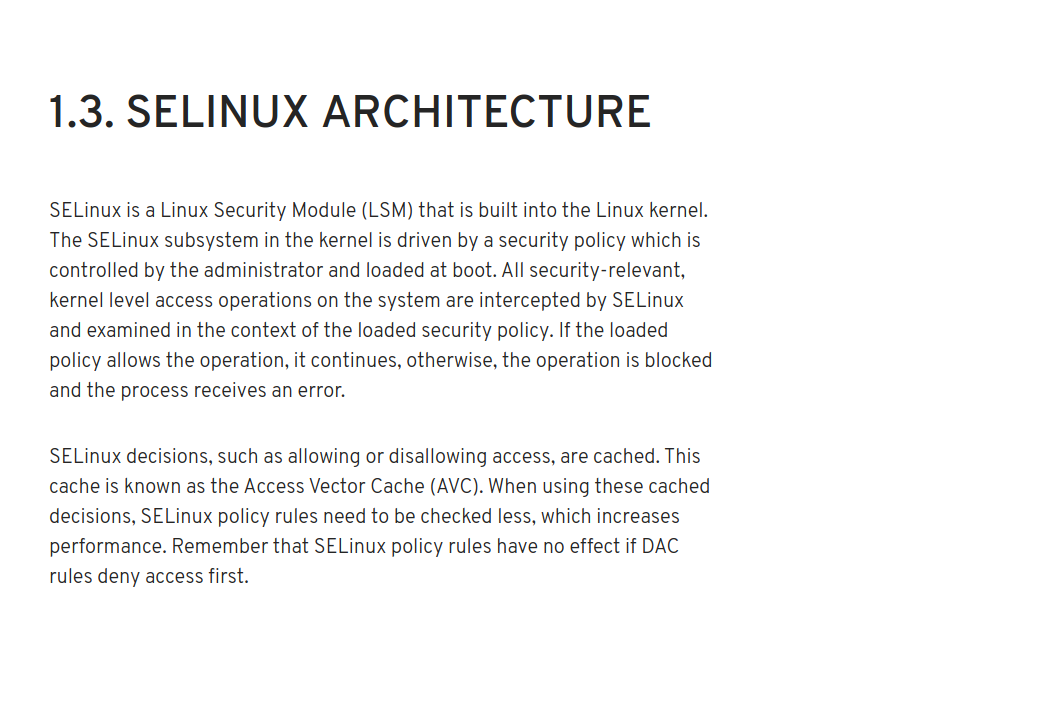 1.3. SELINUX ARCHITECTURE
SELinux is a Linux Security Module (LSM) that is built into the Linux kernel.
The SELinux subsystem in the kernel is driven by a security policy which is
controlled by the administrator and loaded at boot. All security-relevant,
kernel level access operations on the system are intercepted by SELinux
and examined in the context of the loaded security policy. If the loaded
policy allows the operation, it continues, otherwise, the operation is blocked
and the process receives an error.
SELinux decisions, such as allowing or disallowing access, are cached. This
cache is known as the Access Vector Cache (AVC). When using these cached
decisions, SELinux policy rules need to be checked less, which increases
performance. Remember that SELinux policy rules have no effect if DAC
rules deny access first.